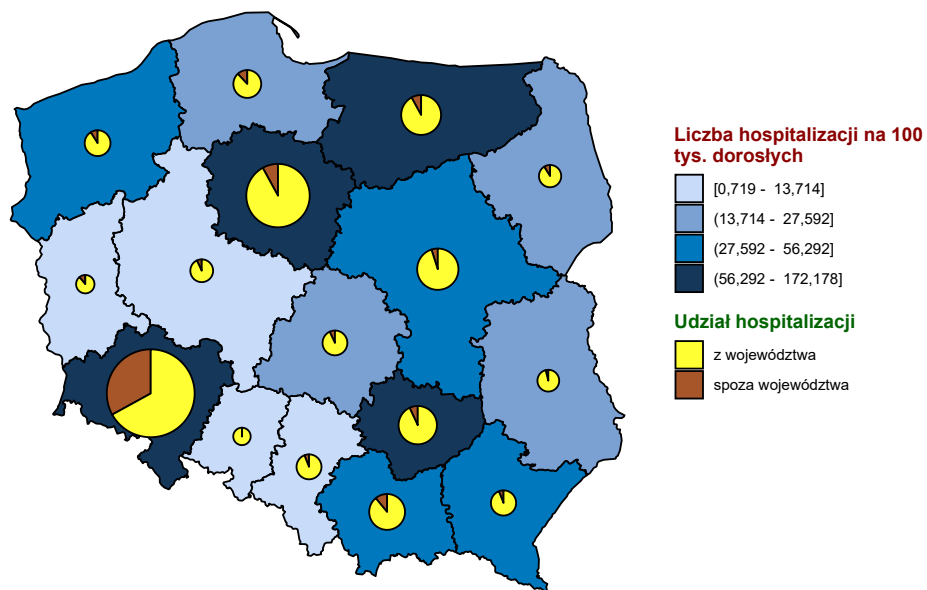 Liczba hospitalizacji na 100
tys. dorosłych
[0,719 - 13,714]
(13,714 - 27,592]
(27,592 - 56,292]
(56,292 - 172,178]
Udział hospitalizacji
z województwa
spoza województwa